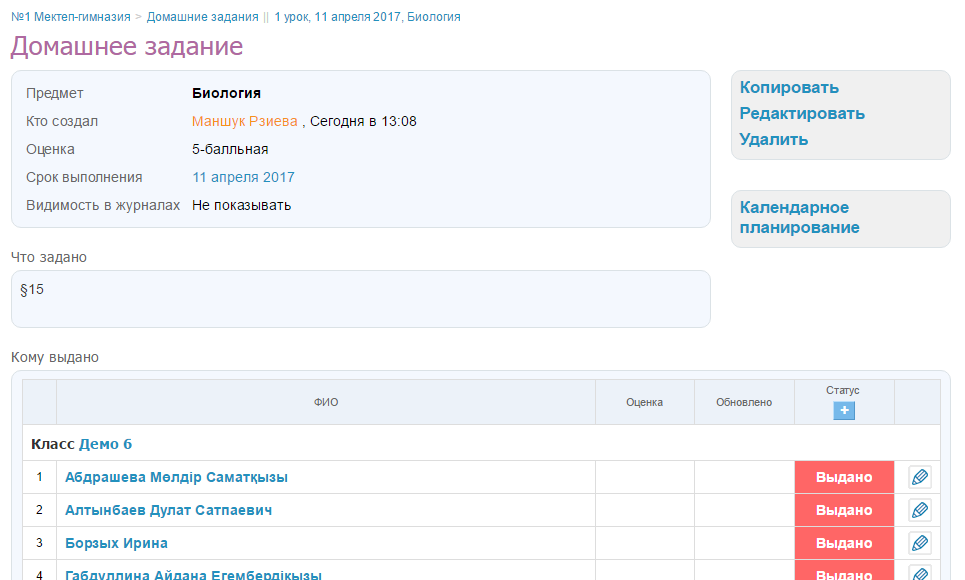 №1 Мектеп-гимназия > Домашние задания || 1 урок, 11 апреля 2017, Биология
Домашнее задание
Предмет Биология
Кто создал Маншук Рзиева , Сегодня в 13:08
Оценка 5-балльная
Срок выполнения 11 апреля 2017
Видимость в журналах Не показывать
Копировать
Редактировать
Удалить
Календарное
планирование
Что задано
§15
Кому выдано
ФИО Оценка Обновлено Статус
+
Класс Демо 6
1 Абдрашева Мөлдір Саматқызы Выдано
2 Алтынбаев Дулат Сатпаевич Выдано
3 Борзых Ирина Выдано
4 Габдуллина Айдана Егембердіқызы Выдано